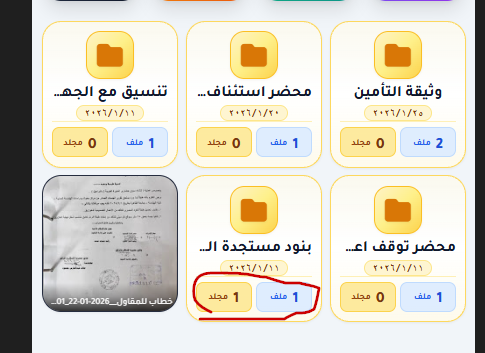 وثيقة التأمين
٢٠٢٦/١/٢٥
2 ملف
0 مجلد
محضر استئناف...
٢٠٢٦/١/٢٠
1 ملف
0 مجلد
تنسيق مع الجه...
٢٠٢٦/١/١١
1 ملف
0 مجلد
محضر توقف اع...
٢٠٢٦/١/١١
1 ملف
0 مجلد
بنود مستجدة ال...
٢٠٢٦/١/١١
1 ملف
1 مجلد
خطاب للمقاول_22-01-2026_01...